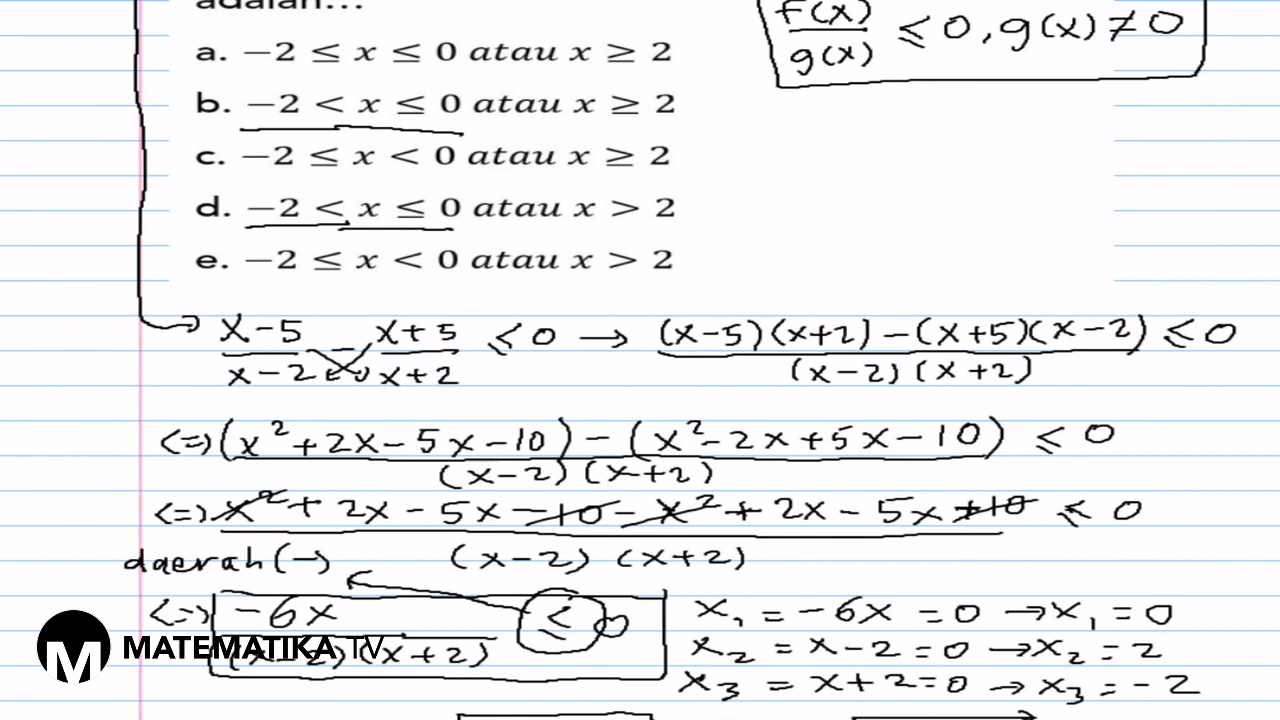 adalah...
f(x)/g(x) ≤ 0, g(x) ≠ 0
a. −2 ≤ x ≤ 0 atau x ≥ 2
b. −2 < x ≤ 0 atau x ≥ 2
c. −2 ≤ x < 0 atau x ≥ 2
d. −2 < x ≤ 0 atau x > 2
e. −2 ≤ x < 0 atau x > 2
→ (x−5)/(x−2) − (x+5)/(x+2) ≤ 0 → ((x−5)(x+2)−(x+5)(x−2))/((x−2)(x+2)) ≤ 0
<=> ((x²+2x−5x−10)−(x²−2x+5x−10))/((x−2)(x+2)) ≤ 0
<=> (x²+2x−5x−10−x²+2x−5x+10)/((x−2)(x+2)) ≤ 0
daerah (−)
<=> −6x/((x−2)(x+2)) ≤ 0
x₁ = −6x = 0 → x₁ = 0
x₂ = x−2 = 0 → x₂ = 2
x₃ = x+2 = 0 → x₃ = −2
M MATEMATIKA TV